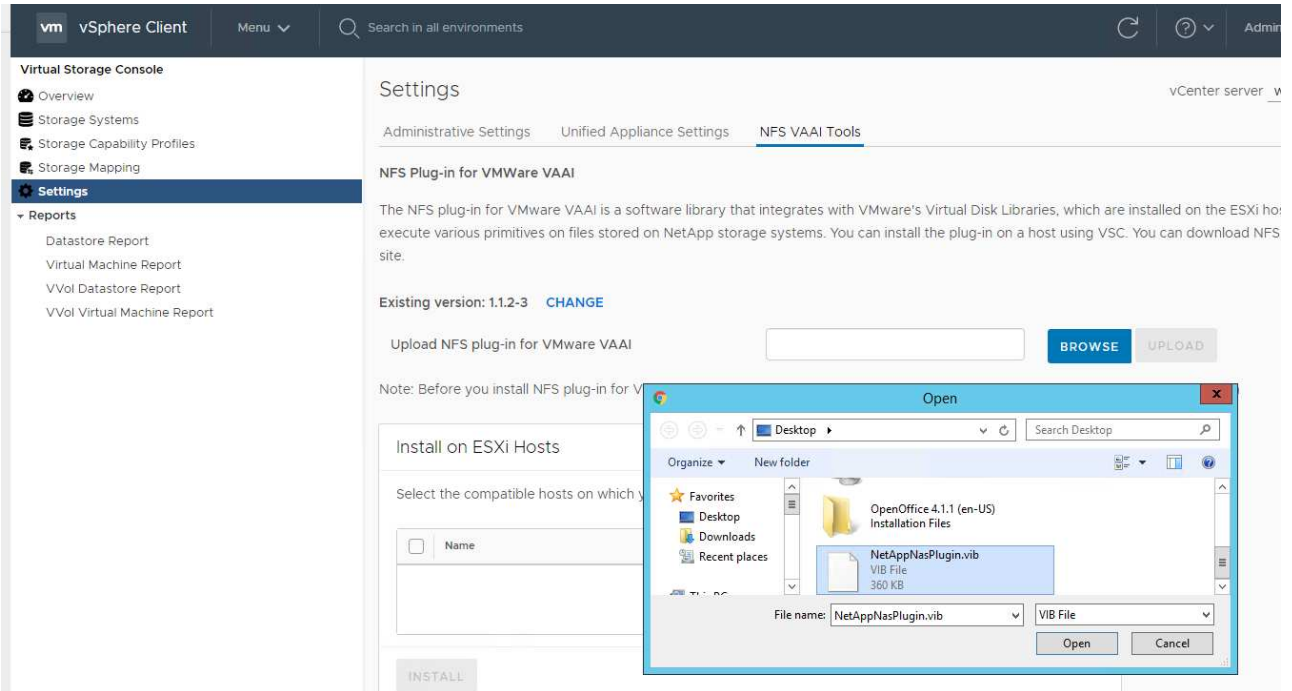 vm vSphere Client Menu Search in all environments Admin
Virtual Storage Console
Overview
Storage Systems
Storage Capability Profiles
Storage Mapping
Settings
Reports
Datastore Report
Virtual Machine Report
VVol Datastore Report
VVol Virtual Machine Report
Settings
vCenter server
Administrative Settings Unified Appliance Settings NFS VAAI Tools
NFS Plug-in for VMWare VAAI
The NFS plug-in for VMware VAAI is a software library that integrates with VMware's Virtual Disk Libraries, which are installed on the ESXi hos
execute various primitives on files stored on NetApp storage systems. You can install the plug-in on a host using VSC. You can download NFS
site.
Existing version: 1.1.2-3 CHANGE
Upload NFS plug-in for VMware VAAI BROWSE UPLOAD
Note: Before you install NFS plug-in for V
Install on ESXi Hosts
Select the compatible hosts on which y
Name
INSTALL
Open
x
Desktop Search Desktop
Organize New folder
Favorites
Desktop
Downloads
Recent places
OpenOffice 4.1.1 (en-US)
Installation Files
NetAppNasPlugin.vib
VIB File
360 KB
File name: NetAppNasPlugin.vib VIB File
Open Cancel